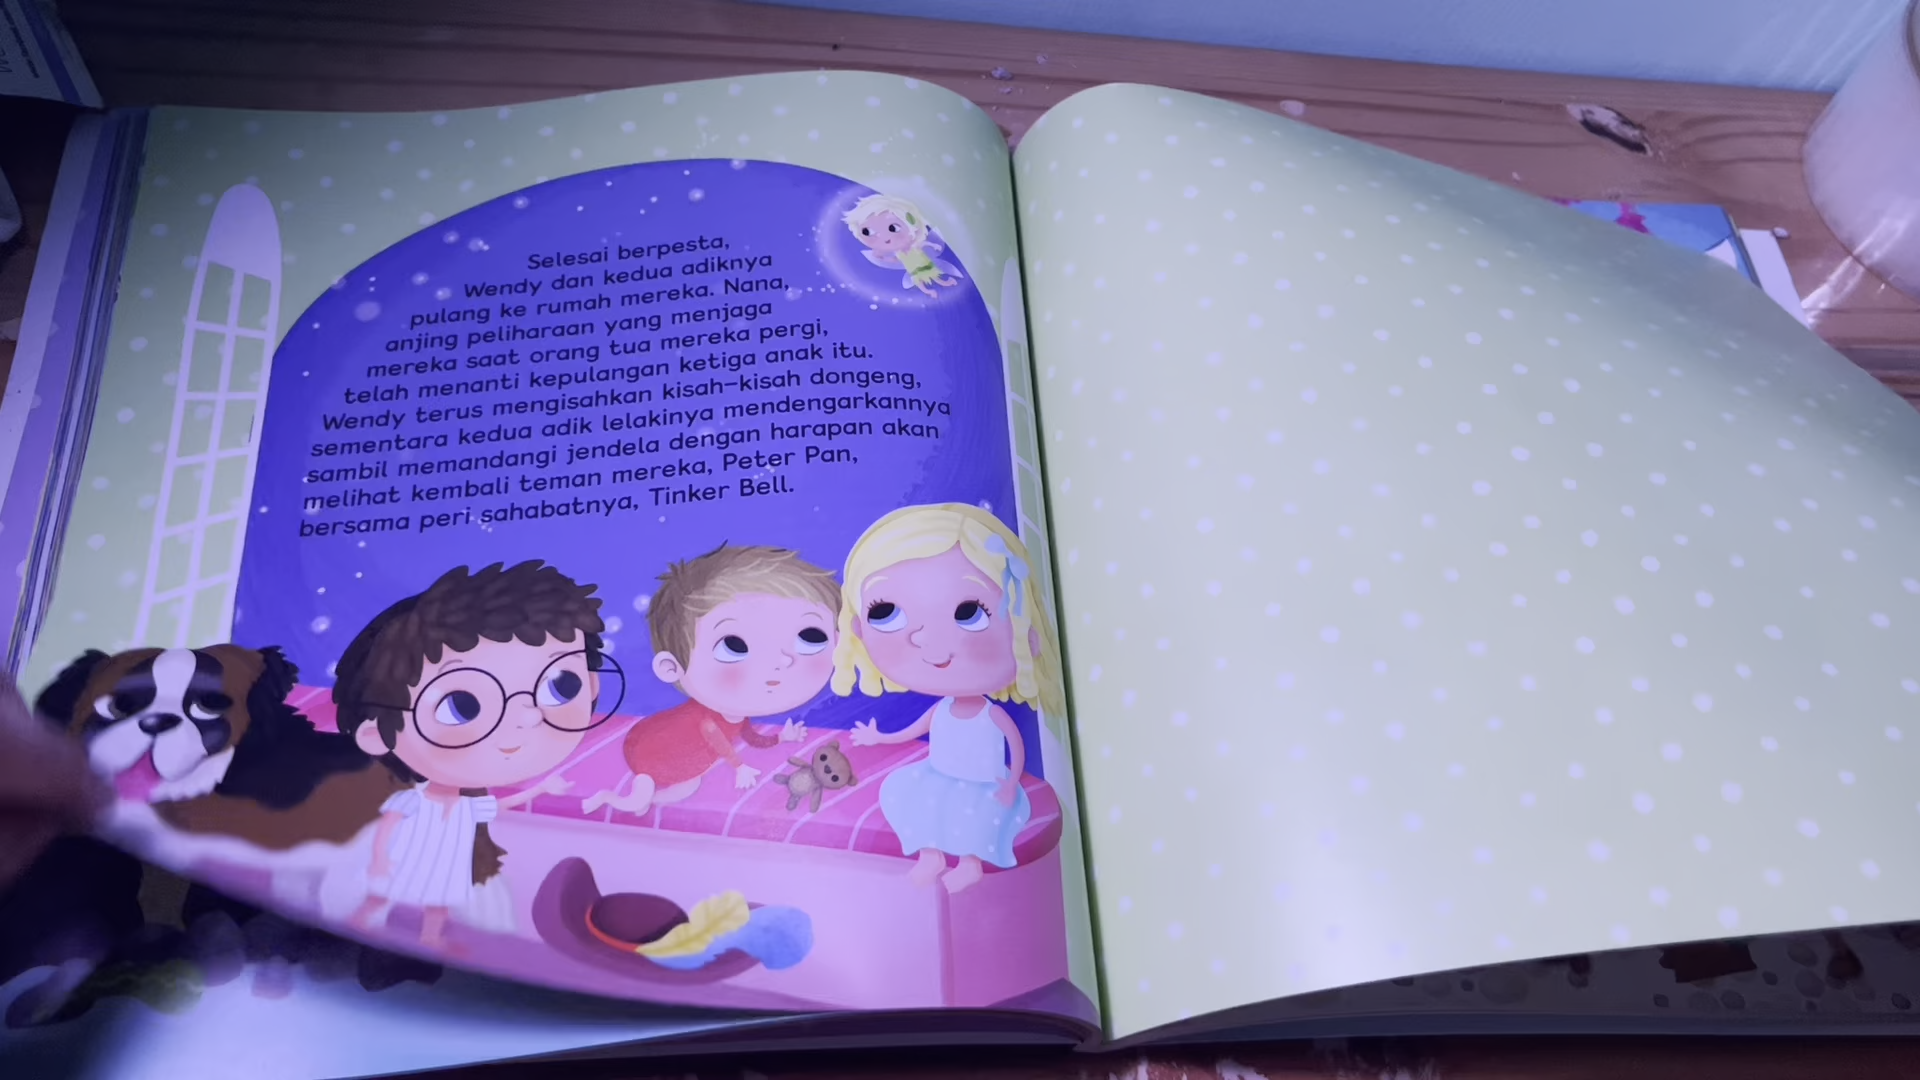 Selesai berpesta,
Wendy dan kedua adiknya
pulang ke rumah mereka. Nana,
anjing peliharaan yang menjaga
mereka saat orang tua mereka pergi,
telah menanti kepulangan ketiga anak itu.
Wendy terus mengisahkan kisah-kisah dongeng,
sementara kedua adik lelakinya mendengarkannya
sambil memandangi jendela dengan harapan akan
melihat kembali teman mereka, Peter Pan,
bersama peri sahabatnya, Tinker Bell.